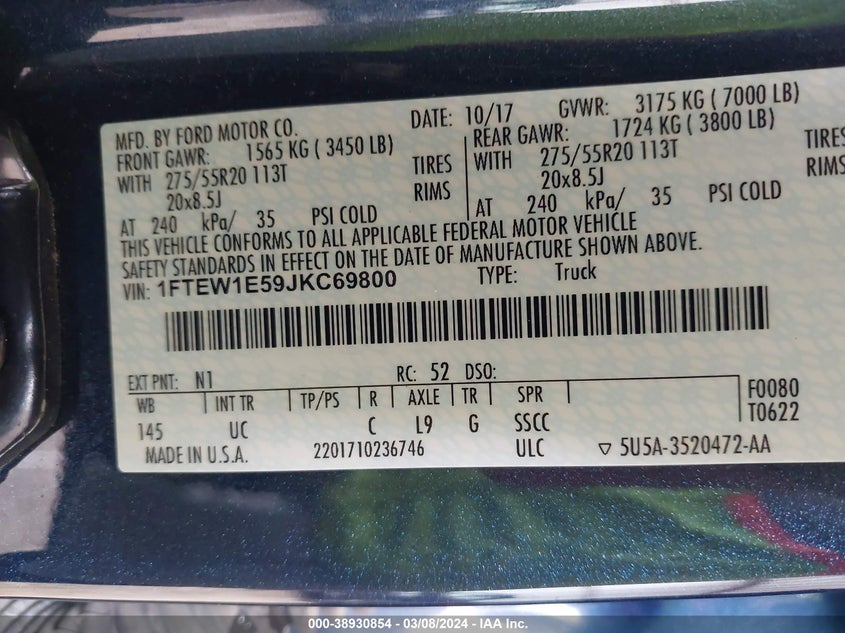 MFD. BY FORD MOTOR CO. DATE: 10/17 GVWR: 3175 KG ( 7000 LB)
FRONT GAWR: 1565 KG ( 3450 LB) REAR GAWR: 1724 KG ( 3800 LB)
WITH 275/55R20 113T TIRES WITH 275/55R20 113T TIRES
20x8.5J RIMS 20x8.5J RIMS
AT 240 kPa/ 35 PSI COLD AT 240 kPa/ 35 PSI COLD
THIS VEHICLE CONFORMS TO ALL APPLICABLE FEDERAL MOTOR VEHICLE
SAFETY STANDARDS IN EFFECT ON THE DATE OF MANUFACTURE SHOWN ABOVE.
VIN: 1FTEW1E59JKC69800 TYPE: Truck
EXT PNT: N1 RC: 52 DSO:
WB INT TR TP/PS R AXLE TR SPR F0080
145 UC C L9 G SSCC T0622
MADE IN U.S.A. 2201710236746 ULC ▽ 5U5A-3520472-AA
000-38930854 — 03/08/2024 — IAA Inc.